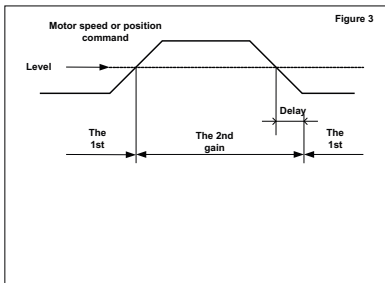 Figure 3
Motor speed or position
command
Level
Delay
The
1st
The 2nd
gain
The
1st